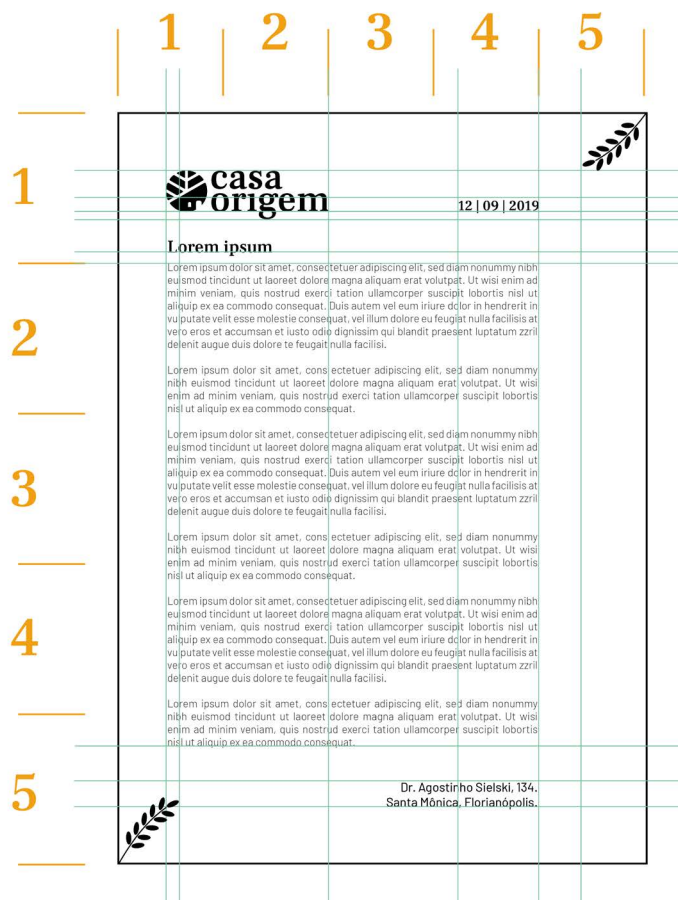 1 2 3 4 5
1
casa
origem
12 | 09 | 2019
Lorem ipsum
Lorem ipsum dolor sit amet, consectetuer adipiscing elit, sed diam nonummy nibh
euismod tincidunt ut laoreet dolore magna aliquam erat volutpat. Ut wisi enim ad
minim veniam, quis nostrud exerci tation ullamcorper suscipit lobortis nisl ut
aliquip ex ea commodo consequat. Duis autem vel eum iriure dolor in hendrerit in
vulputate velit esse molestie consequat, vel illum dolore eu feugiat nulla facilisis at
vero eros et accumsan et iusto odio dignissim qui blandit praesent luptatum zzril
delenit augue duis dolore te feugait nulla facilisi.
2
Lorem ipsum dolor sit amet, cons ectetuer adipiscing elit, sed diam nonummy
nibh euismod tincidunt ut laoreet dolore magna aliquam erat volutpat. Ut wisi
enim ad minim veniam, quis nostrud exerci tation ullamcorper suscipit lobortis
nisl ut aliquip ex ea commodo consequat.
Lorem ipsum dolor sit amet, consectetuer adipiscing elit, sed diam nonummy nibh
euismod tincidunt ut laoreet dolore magna aliquam erat volutpat. Ut wisi enim ad
minim veniam, quis nostrud exerci tation ullamcorper suscipit lobortis nisl ut
aliquip ex ea commodo consequat. Duis autem vel eum iriure dolor in hendrerit in
vulputate velit esse molestie consequat, vel illum dolore eu feugiat nulla facilisis at
vero eros et accumsan et iusto odio dignissim qui blandit praesent luptatum zzril
delenit augue duis dolore te feugait nulla facilisi.
3
Lorem ipsum dolor sit amet, cons ectetuer adipiscing elit, sed diam nonummy
nibh euismod tincidunt ut laoreet dolore magna aliquam erat volutpat. Ut wisi
enim ad minim veniam, quis nostrud exerci tation ullamcorper suscipit lobortis
nisl ut aliquip ex ea commodo consequat.
Lorem ipsum dolor sit amet, consectetuer adipiscing elit, sed diam nonummy nibh
euismod tincidunt ut laoreet dolore magna aliquam erat volutpat. Ut wisi enim ad
minim veniam, quis nostrud exerci tation ullamcorper suscipit lobortis nisl ut
aliquip ex ea commodo consequat. Duis autem vel eum iriure dolor in hendrerit in
vulputate velit esse molestie consequat, vel illum dolore eu feugiat nulla facilisis at
vero eros et accumsan et iusto odio dignissim qui blandit praesent luptatum zzril
delenit augue duis dolore te feugait nulla facilisi.
4
Lorem ipsum dolor sit amet, cons ectetuer adipiscing elit, sed diam nonummy
nibh euismod tincidunt ut laoreet dolore magna aliquam erat volutpat. Ut wisi
enim ad minim veniam, quis nostrud exerci tation ullamcorper suscipit lobortis
nisl ut aliquip ex ea commodo consequat.
5
Dr. Agostinho Sielski, 134.
Santa Mônica, Florianópolis.